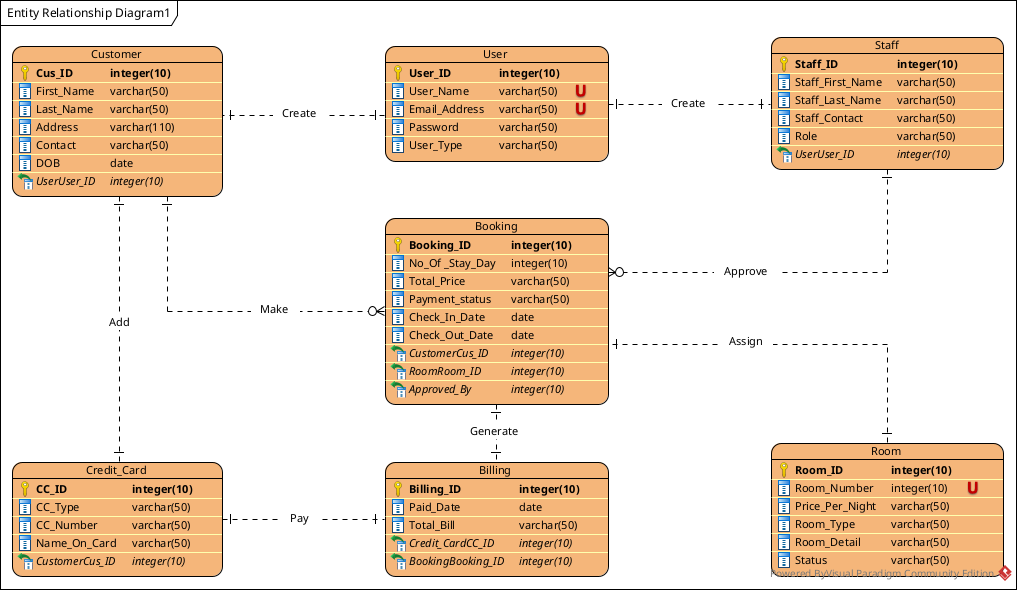 Entity Relationship Diagram1
Customer
Cus_ID integer(10)
First_Name varchar(50)
Last_Name varchar(50)
Address varchar(110)
Contact varchar(50)
DOB date
UserUser_ID integer(10)
Create
User
User_ID integer(10)
User_Name varchar(50) U
Email_Address varchar(50) U
Password varchar(50)
User_Type varchar(50)
Create
Staff
Staff_ID integer(10)
Staff_First_Name varchar(50)
Staff_Last_Name varchar(50)
Staff_Contact varchar(50)
Role varchar(50)
UserUser_ID integer(10)
Booking
Booking_ID integer(10)
No_Of _Stay_Day integer(10)
Total_Price varchar(50)
Payment_status varchar(50)
Check_In_Date date
Check_Out_Date date
CustomerCus_ID integer(10)
RoomRoom_ID integer(10)
Approved_By integer(10)
Approve
Make
Add
Assign
Generate
Credit_Card
CC_ID integer(10)
CC_Type varchar(50)
CC_Number varchar(50)
Name_On_Card varchar(50)
CustomerCus_ID integer(10)
Pay
Billing
Billing_ID integer(10)
Paid_Date date
Total_Bill varchar(50)
Credit_CardCC_ID integer(10)
BookingBooking_ID integer(10)
Room
Room_ID integer(10)
Room_Number integer(10) U
Price_Per_Night varchar(50)
Room_Type varchar(50)
Room_Detail varchar(50)
Status varchar(50)
Powered ByVisual Paradigm Community Edition